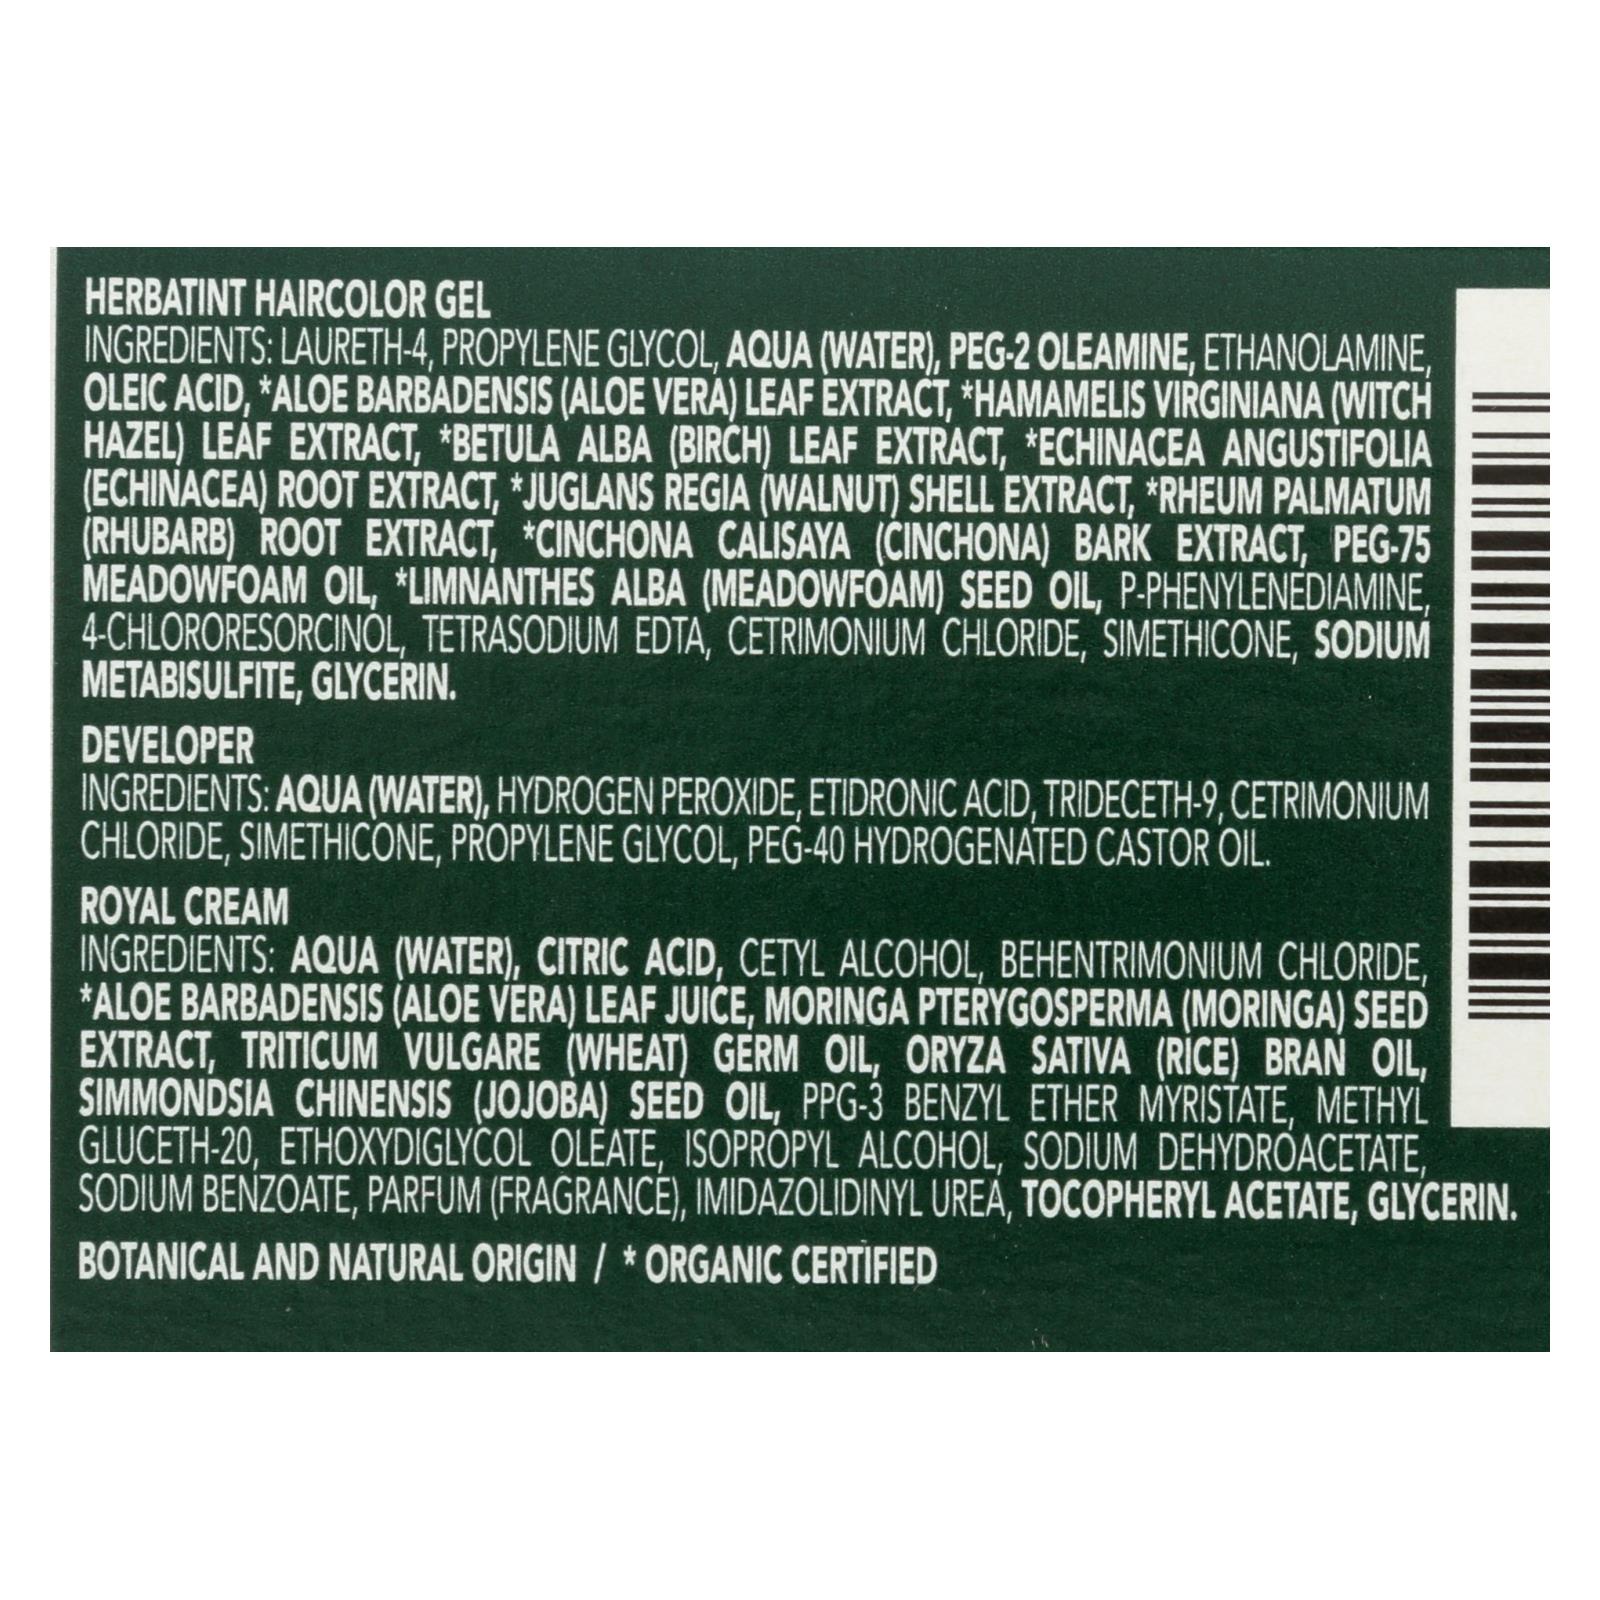 HERBATINT HAIRCOLOR GEL
INGREDIENTS: LAURETH-4, PROPYLENE GLYCOL, AQUA (WATER), PEG-2 OLEAMINE, ETHANOLAMINE,
OLEIC ACID, *ALOE BARBADENSIS (ALOE VERA) LEAF EXTRACT, *HAMAMELIS VIRGINIANA (WITCH
HAZEL) LEAF EXTRACT, *BETULA ALBA (BIRCH) LEAF EXTRACT, *ECHINACEA ANGUSTIFOLIA
(ECHINACEA) ROOT EXTRACT, *JUGLANS REGIA (WALNUT) SHELL EXTRACT, *RHEUM PALMATUM
(RHUBARB) ROOT EXTRACT, *CINCHONA CALISAYA (CINCHONA) BARK EXTRACT, PEG-75
MEADOWFOAM OIL, *LIMNANTHES ALBA (MEADOWFOAM) SEED OIL, P-PHENYLENEDIAMINE,
4-CHLORORESORCINOL, TETRASODIUM EDTA, CETRIMONIUM CHLORIDE, SIMETHICONE, SODIUM
METABISULFITE, GLYCERIN.
DEVELOPER
INGREDIENTS: AQUA (WATER), HYDROGEN PEROXIDE, ETIDRONIC ACID, TRIDECETH-9, CETRIMONIUM
CHLORIDE, SIMETHICONE, PROPYLENE GLYCOL, PEG-40 HYDROGENATED CASTOR OIL.
ROYAL CREAM
INGREDIENTS: AQUA (WATER), CITRIC ACID, CETYL ALCOHOL, BEHENTRIMONIUM CHLORIDE,
*ALOE BARBADENSIS (ALOE VERA) LEAF JUICE, MORINGA PTERYGOSPERMA (MORINGA) SEED
EXTRACT, TRITICUM VULGARE (WHEAT) GERM OIL, ORYZA SATIVA (RICE) BRAN OIL,
SIMMONDSIA CHINENSIS (JOJOBA) SEED OIL, PPG-3 BENZYL ETHER MYRISTATE, METHYL
GLUCETH-20, ETHOXYDIGLYCOL OLEATE, ISOPROPYL ALCOHOL, SODIUM DEHYDROACETATE,
SODIUM BENZOATE, PARFUM (FRAGRANCE), IMIDAZOLIDINYL UREA, TOCOPHERYL ACETATE, GLYCERIN.
BOTANICAL AND NATURAL ORIGIN / * ORGANIC CERTIFIED